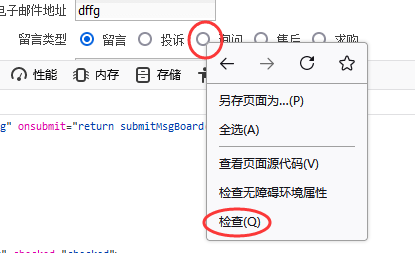 电子邮件地址 dffg
留言类型 留言 投诉 询问 售后 求购
性能 内存 存储
另存页面为...(P)
全选(A)
g" onsubmit="return submitMsgBoard(
查看页面源代码(V)
检查无障碍环境属性
检查(Q)